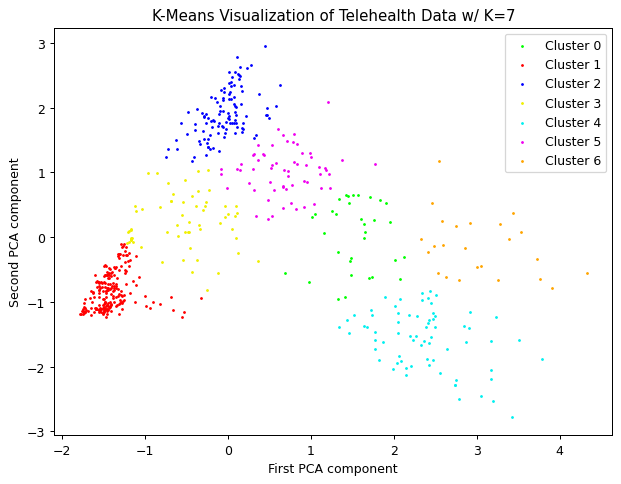 K-Means Visualization of Telehealth Data w/ K=7
Cluster 0
Cluster 1
Cluster 2
Cluster 3
Cluster 4
Cluster 5
Cluster 6
Second PCA component
3
2
1
0
−1
−2
−3
−2 −1 0 1 2 3 4
First PCA component